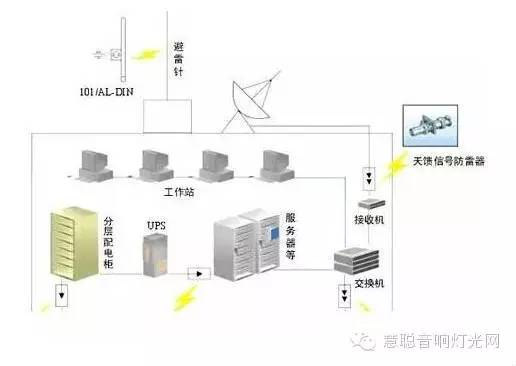 避雷针
101/AL-DIN
天馈信号防雷器
工作站
接收机
分层配电柜
UPS
服务器等
交换机
慧聪音响灯光网